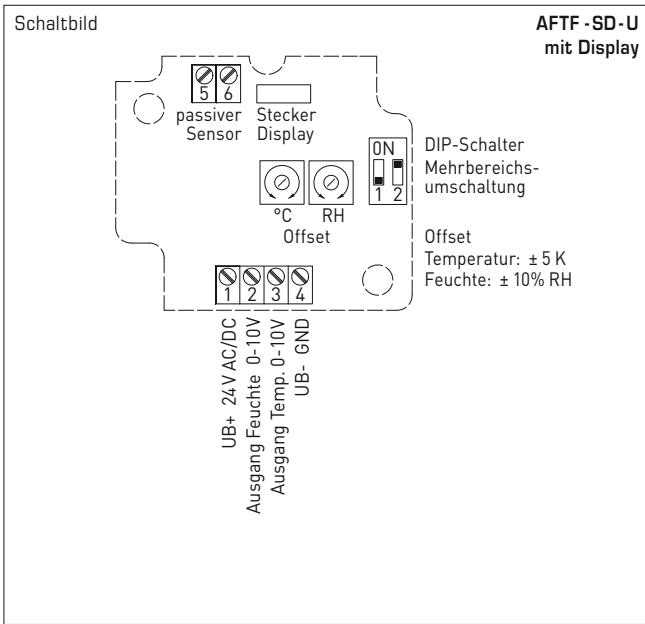 Schaltbild
AFTF - SD - U
mit Display
5 6
passiver
Sensor
Stecker
Display
ON
1 2
DIP-Schalter
Mehrbereichs-
umschaltung
°C RH
Offset
Offset
Temperatur: ± 5 K
Feuchte: ± 10% RH
1 2 3 4
UB+ 24V AC/DC
Ausgang Feuchte 0-10V
Ausgang Temp. 0-10V
UB- GND